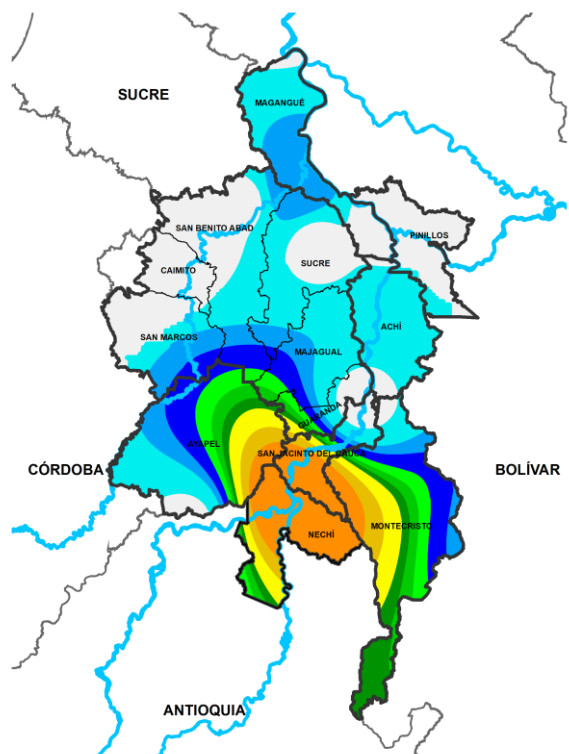 SUCRE
MAGANGUÉ
SAN BENITO ABAD
PINILLOS
CAIMITO
SUCRE
SAN MARCOS
ACHÍ
MAJAGUAL
GUARANDA
AYAPEL
SAN JACINTO DEL CAUCA
CÓRDOBA
BOLÍVAR
MONTECRISTO
NECHÍ
ANTIOQUIA